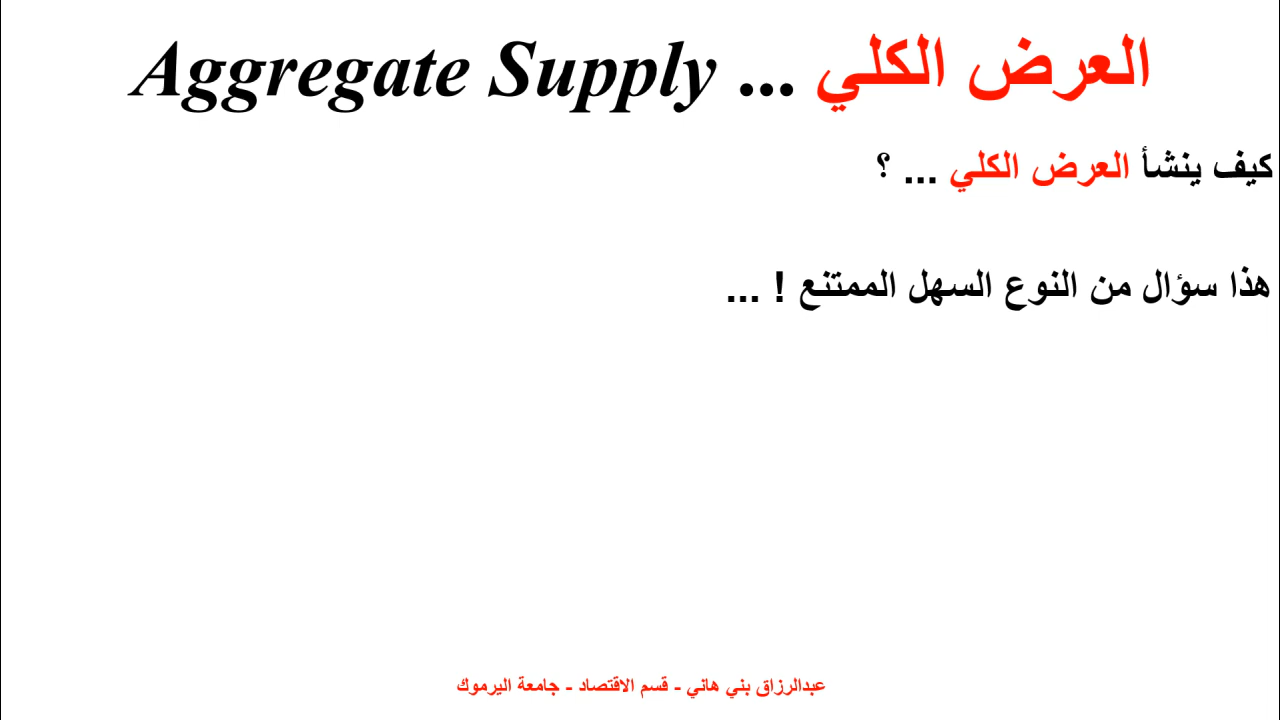 العرض الكلي ... Aggregate Supply
كيف ينشأ العرض الكلي ... ؟
هذا سؤال من النوع السهل الممتنع ! ...
عبدالرزاق بني هاني - قسم الاقتصاد - جامعة اليرموك